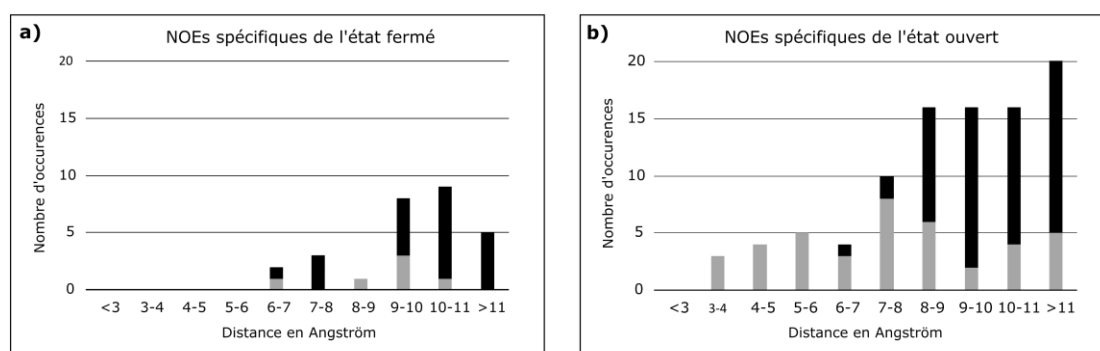 a)
NOEs spécifiques de l'état fermé
20
15
10
5
0
Nombre d'occurences
<3 3-4 4-5 5-6 6-7 7-8 8-9 9-10 10-11 >11
Distance en Angström
b)
NOEs spécifiques de l'état ouvert
20
15
10
5
0
Nombre d'occurences
<3 3-4 4-5 5-6 6-7 7-8 8-9 9-10 10-11 >11
Distance en Angström